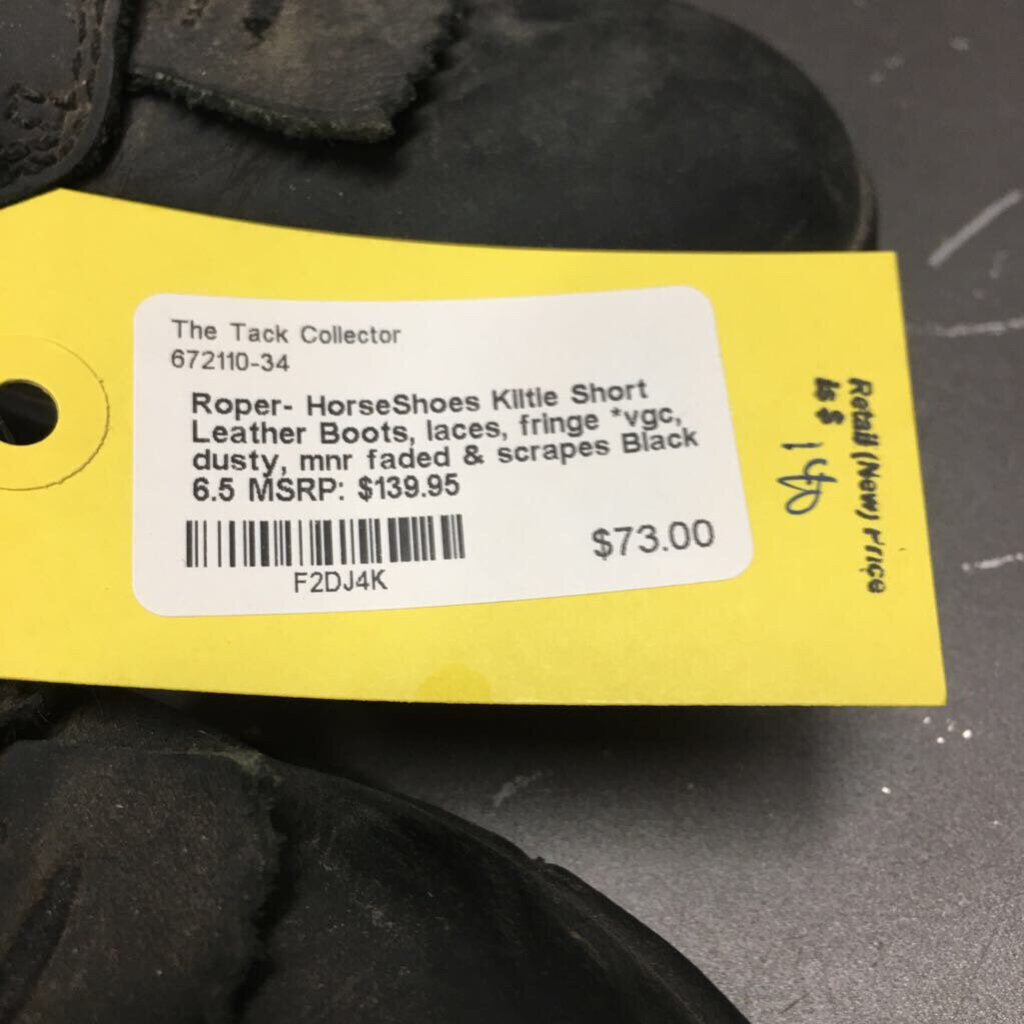 The Tack Collector
672110-34
Roper- HorseShoes Kiltie Short
Leather Boots, laces, fringe *vgc,
dusty, mnr faded & scrapes Black
6.5 MSRP: $139.95
F2DJ4K
$73.00
Retail (New) Price
is $
140